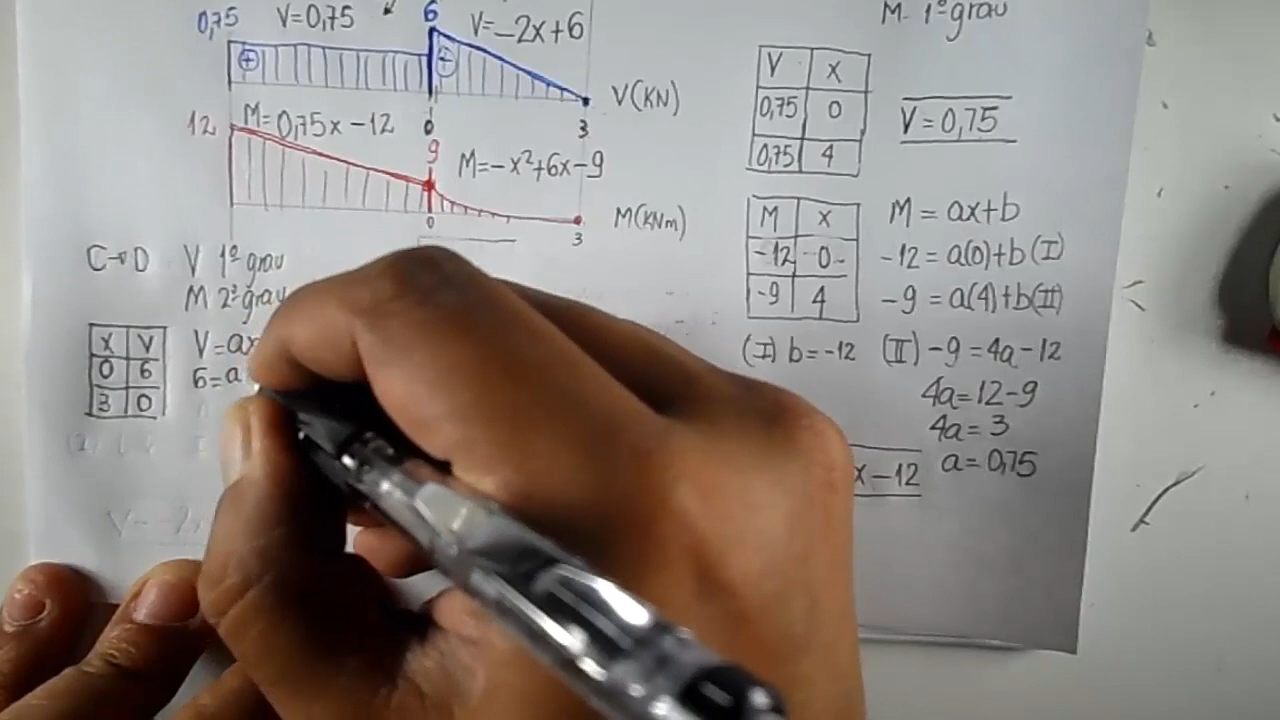 0,75 V=0,75 6 V=-2x+6
V(KN)
12 M=0,75x-12 0 3
9 M=-x²+6x-9
M(KNm)
0 3
C→D V 1º grau
M 2º grau
X V
0 6
3 0
V=ax
6=a
M- 1º grau
V X
0,75 0
0,75 4
V=0,75
M X
-12 0
-9 4
M=ax+b
-12=a(0)+b (I)
-9=a(4)+b(II)
(I) b=-12 (II) -9=4a-12
4a=12-9
4a=3
a=0,75
x-12